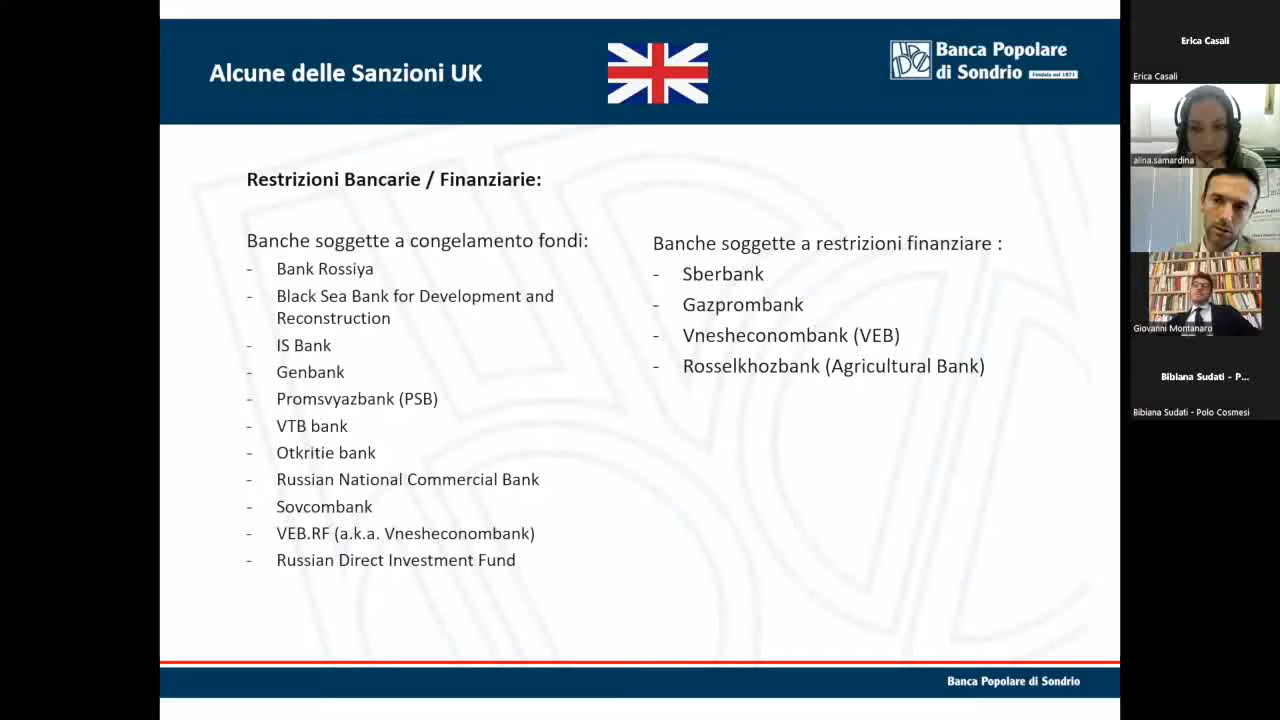 Alcune delle Sanzioni UK
Banca Popolare
di Sondrio Fondata nel 1871
Restrizioni Bancarie / Finanziarie:
Banche soggette a congelamento fondi:
- Bank Rossiya
- Black Sea Bank for Development and
Reconstruction
- IS Bank
- Genbank
- Promsvyazbank (PSB)
- VTB bank
- Otkritie bank
- Russian National Commercial Bank
- Sovcombank
- VEB.RF (a.k.a. Vnesheconombank)
- Russian Direct Investment Fund
Banche soggette a restrizioni finanziare :
- Sberbank
- Gazprombank
- Vnesheconombank (VEB)
- Rosselkhozbank (Agricultural Bank)
Banca Popolare di Sondrio
Erica Casali
Erica Casali
alina.samardina
Giovanni Montanaro
Bibiana Sudati - P...
Bibiana Sudati - Polo Cosmesi